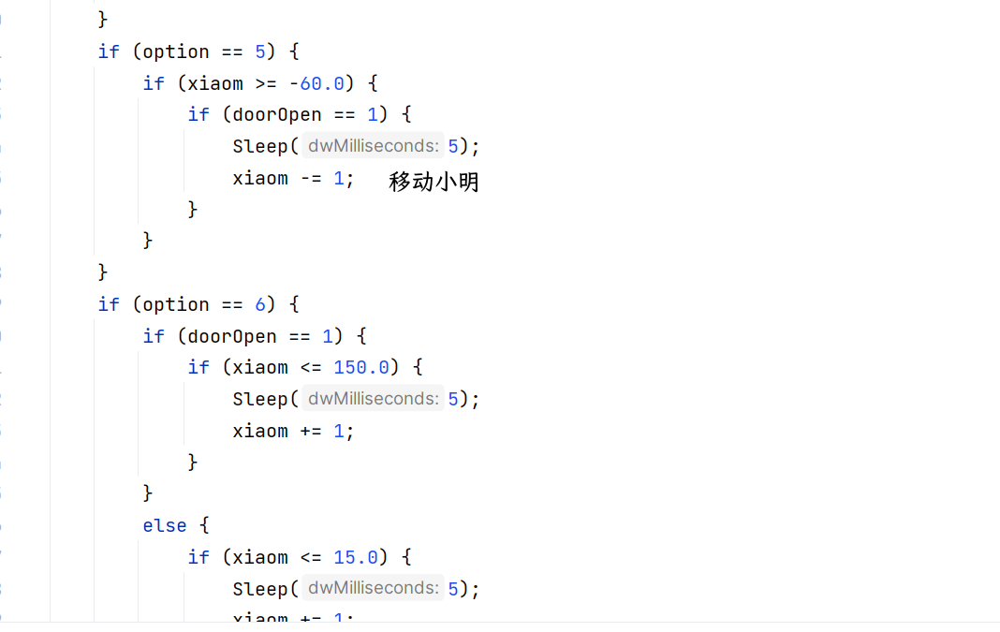 }
if (option == 5) {
if (xiaom >= -60.0) {
if (doorOpen == 1) {
Sleep( dwMilliseconds: 5);
xiaom -= 1; 移动小明
}
}
}
if (option == 6) {
if (doorOpen == 1) {
if (xiaom <= 150.0) {
Sleep( dwMilliseconds: 5);
xiaom += 1;
}
}
else {
if (xiaom <= 15.0) {
Sleep( dwMilliseconds: 5);
xiaom += 1;